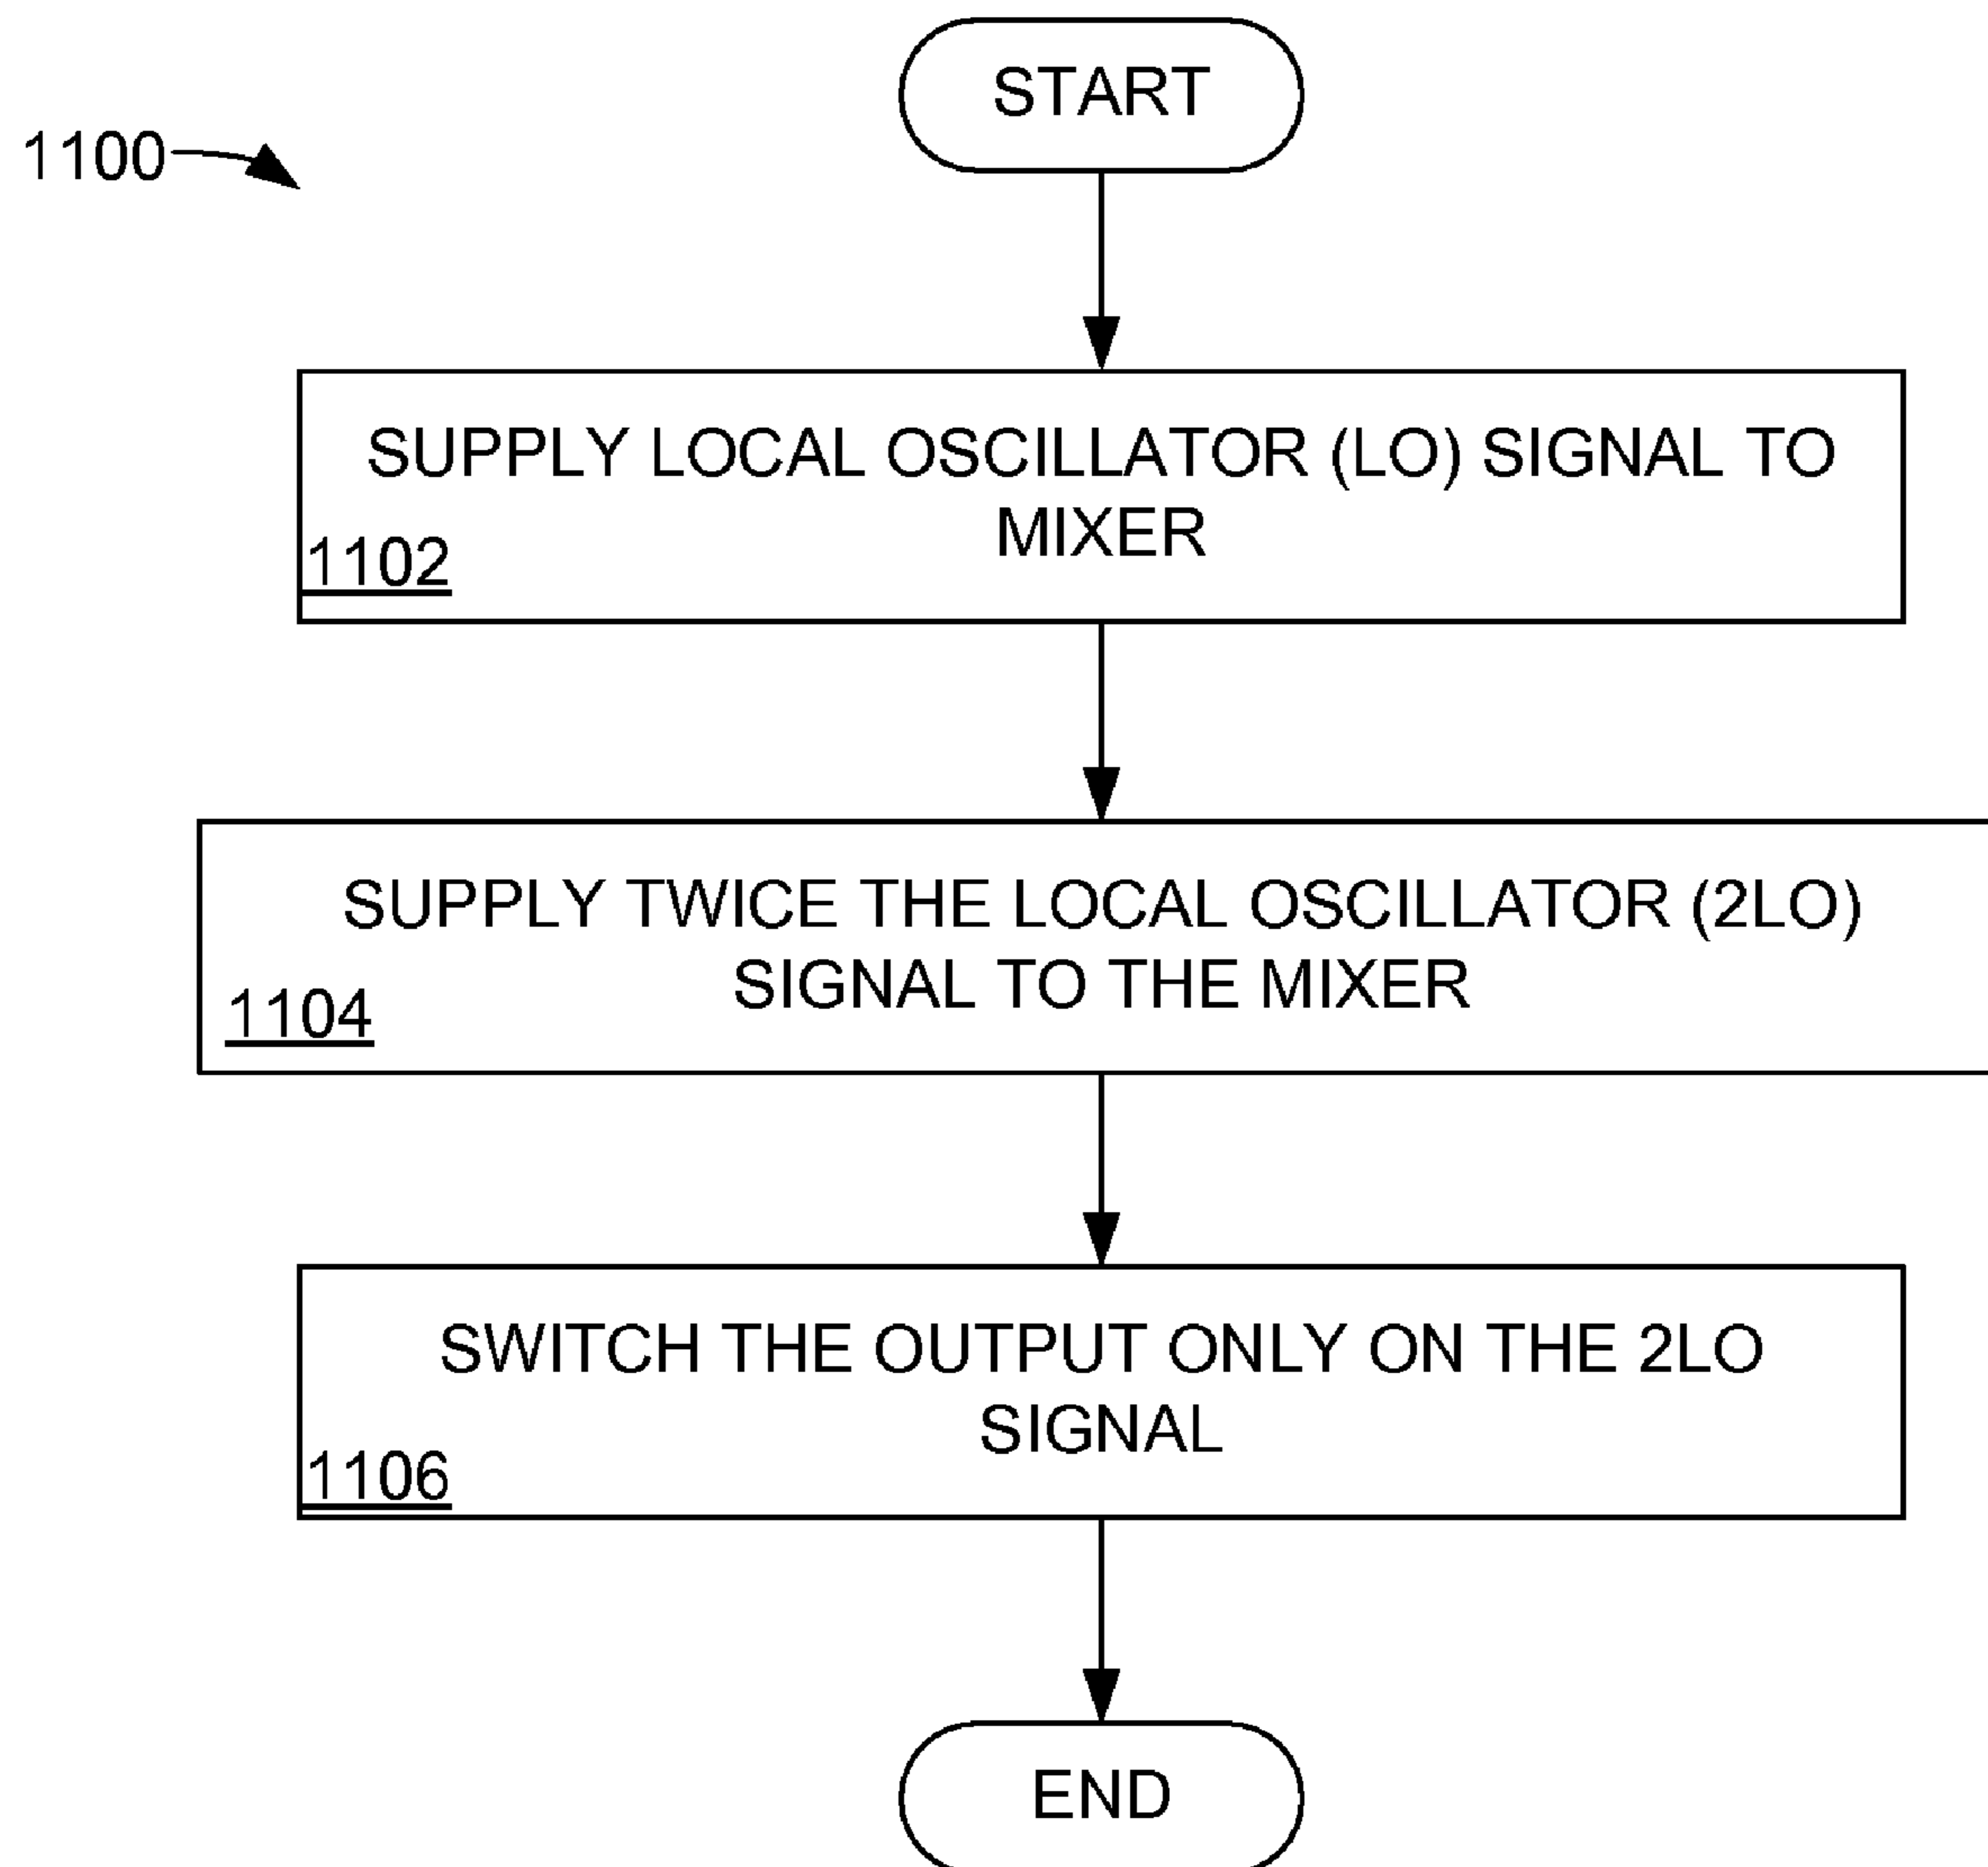 START
1100
SUPPLY LOCAL OSCILLATOR (LO) SIGNAL TO
MIXER
1102
SUPPLY TWICE THE LOCAL OSCILLATOR (2LO)
SIGNAL TO THE MIXER
1104
SWITCH THE OUTPUT ONLY ON THE 2LO
SIGNAL
1106
END